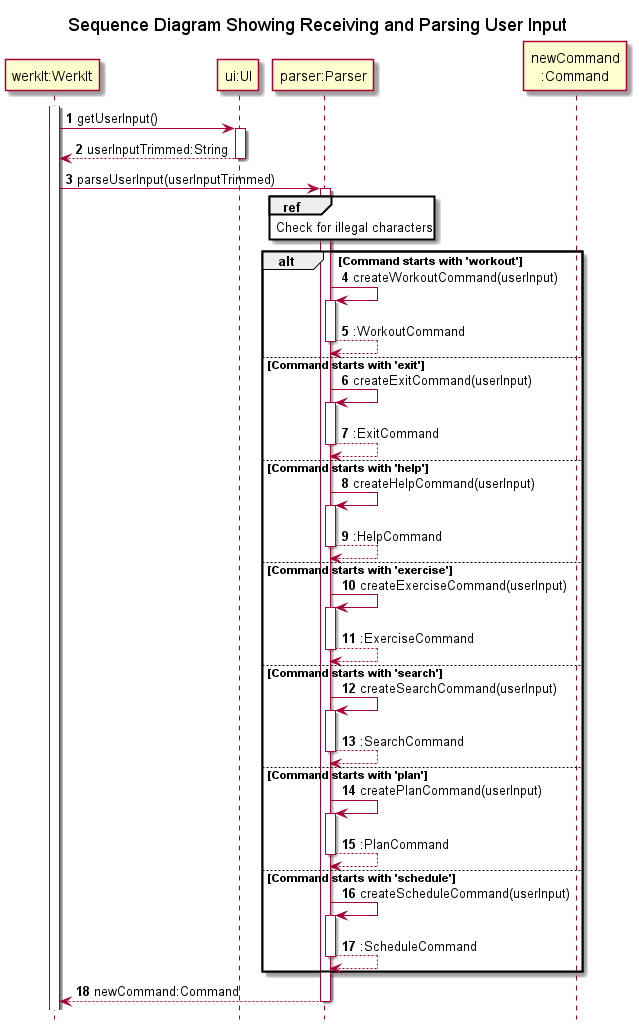 Sequence Diagram Showing Receiving and Parsing User Input
werkIt:WerkIt
ui:UI
parser:Parser
newCommand
:Command
1 getUserInput()
2 userInputTrimmed:String
3 parseUserInput(userInputTrimmed)
ref
Check for illegal characters
alt [Command starts with 'workout']
4 createWorkoutCommand(userInput)
5 :WorkoutCommand
[Command starts with 'exit']
6 createExitCommand(userInput)
7 :ExitCommand
[Command starts with 'help']
8 createHelpCommand(userInput)
9 :HelpCommand
[Command starts with 'exercise']
10 createExerciseCommand(userInput)
11 :ExerciseCommand
[Command starts with 'search']
12 createSearchCommand(userInput)
13 :SearchCommand
[Command starts with 'plan']
14 createPlanCommand(userInput)
15 :PlanCommand
[Command starts with 'schedule']
16 createScheduleCommand(userInput)
17 :ScheduleCommand
18 newCommand:Command